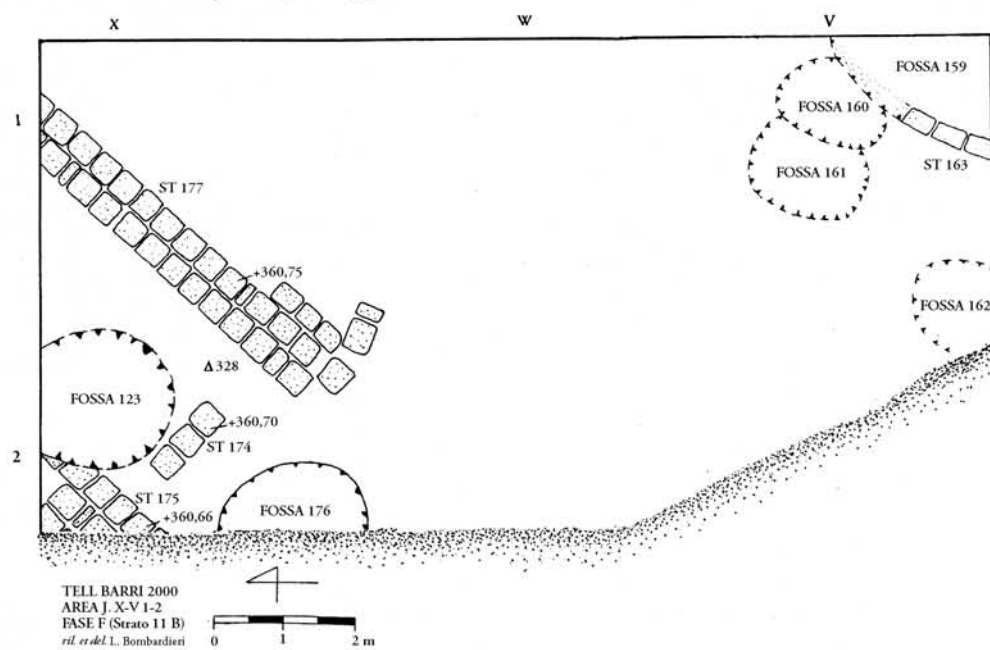 X W V
1
2
FOSSA 159
FOSSA 160
ST 163
FOSSA 161
ST 177
+360,75
FOSSA 162
Δ 328
FOSSA 123
+360,70
ST 174
ST 175
+360,66
FOSSA 176
TELL BARRI 2000
AREA J. X-V 1-2
FASE F (Strato 11 B)
ril. et del. L. Bombardieri
0 1 2 m